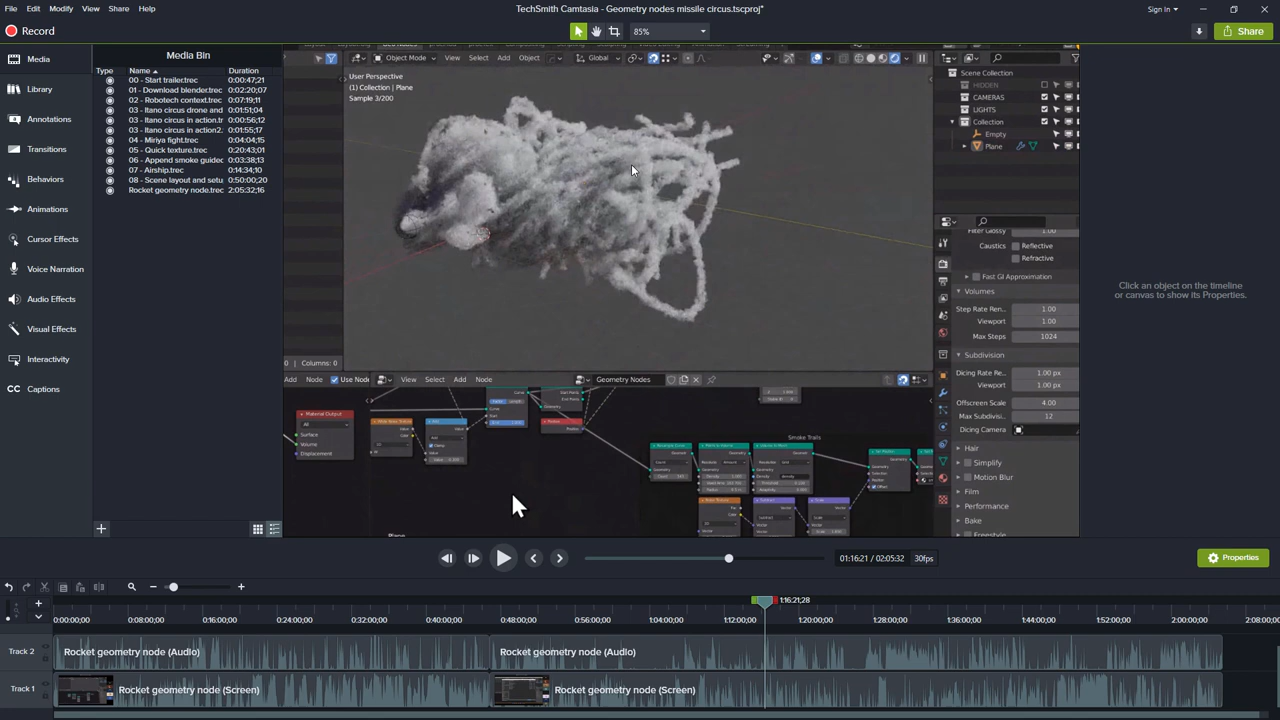 File Edit Modify View Share Help
TechSmith Camtasia - Geometry nodes missile circus.tscproj*
Sign In
Record
85%
Share
Media
Library
Annotations
Transitions
Behaviors
Animations
Cursor Effects
Voice Narration
Audio Effects
Visual Effects
Interactivity
Captions
Media Bin
Type Name Duration
00 - Start trailer.trec 0:00:47;21
01 - Download blender.trec 0:02:20;07
02 - Robotech context.trec 0:07:19;11
03 - Itano circus drone and 0:01:51;04
03 - Itano circus in action.tr 0:00:56;12
03 - Itano circus in action2. 0:01:55;17
04 - Miriya fight.trec 0:04:04;15
05 - Quick texture.trec 0:20:43;01
06 - Append smoke guided 0:03:38;13
07 - Airship.trec 0:14:34;10
08 - Scene layout and setu 0:50:00;20
Rocket geometry node.trec 2:05:32;16
Object Mode View Select Add Object Global
User Perspective
(1) Collection | Plane
Sample 3/200
0 | Columns: 0
Scene Collection
HIDDEN
CAMERAS
LIGHTS
Collection
Empty
Plane
Filter Glossy 1.00
Caustics Reflective
Refractive
Fast GI Approximation
Volumes
Step Rate Ren... 1.00
Viewport 1.00
Max Steps 1024
Subdivision
Dicing Rate Re... 1.00 px
Viewport 8.00 px
Offscreen Scale 4.00
Max Subdivisi... 12
Dicing Camera
Hair
Simplify
Motion Blur
Film
Performance
Bake
Freestyle
Click an object on the timeline
or canvas to show its Properties.
Add Node Use Node
View Select Add Node Geometry Nodes
Material Output
All
Surface
Volume
Displacement
Smoke Trails
Plane
01:16:21 / 02:05:32 30fps
Properties
1:16:21;28
0:00:00;00 0:08:00;00 0:16:00;00 0:24:00;00 0:32:00;00 0:40:00;00 0:48:00;00 0:56:00;00 1:04:00;00 1:12:00;00 1:20:00;00 1:28:00;00 1:36:00;00 1:44:00;00 1:52:00;00 2:00:00;00 2:08:00;00
Track 2 Rocket geometry node (Audio) Rocket geometry node (Audio)
Track 1 Rocket geometry node (Screen) Rocket geometry node (Screen)